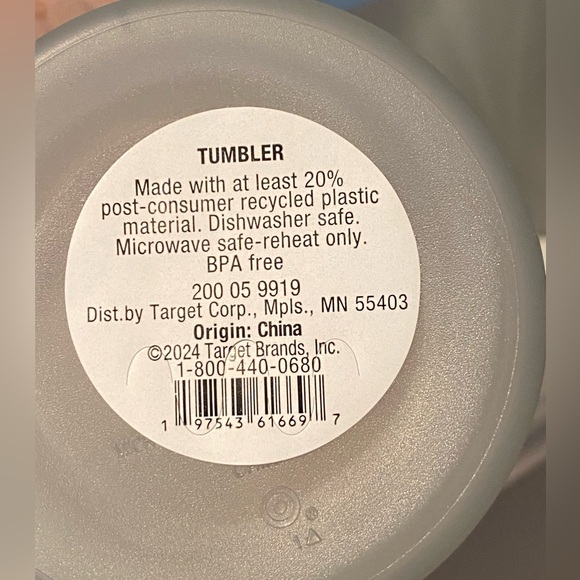 TUMBLER
Made with at least 20%
post-consumer recycled plastic
material. Dishwasher safe.
Microwave safe-reheat only.
BPA free
200 05 9919
Dist.by Target Corp., Mpls., MN 55403
Origin: China
©2024 Target Brands, Inc.
1-800-440-0680
1 97543 61669 7
®